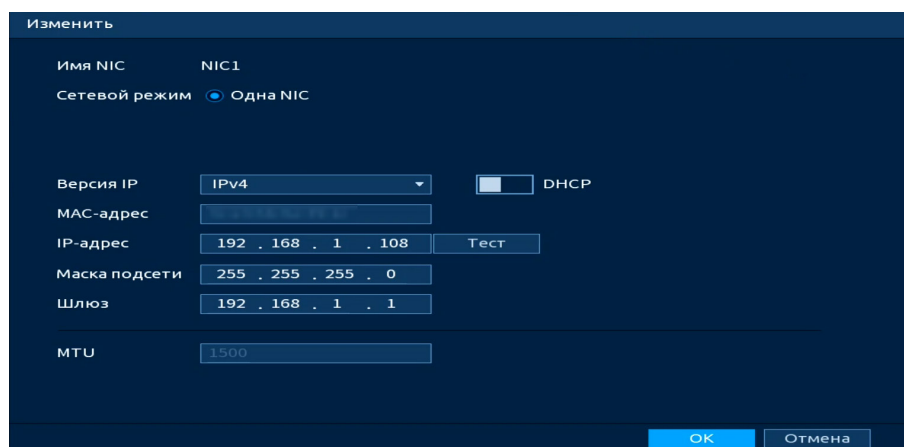 Изменить
Имя NIC NIC1
Сетевой режим Одна NIC
Версия IP IPv4 DHCP
MAC-адрес
IP-адрес 192 . 168 . 1 . 108 Тест
Маска подсети 255 . 255 . 255 . 0
Шлюз 192 . 168 . 1 . 1
MTU 1500
OK Отмена